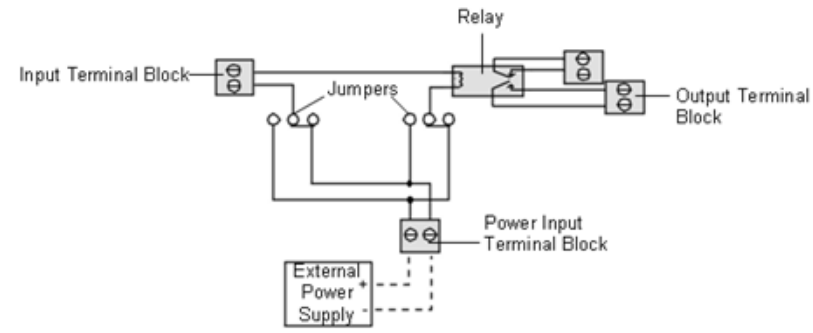 Relay
Input Terminal Block
Jumpers
Output Terminal
Block
Power Input
Terminal Block
External
Power +
Supply -